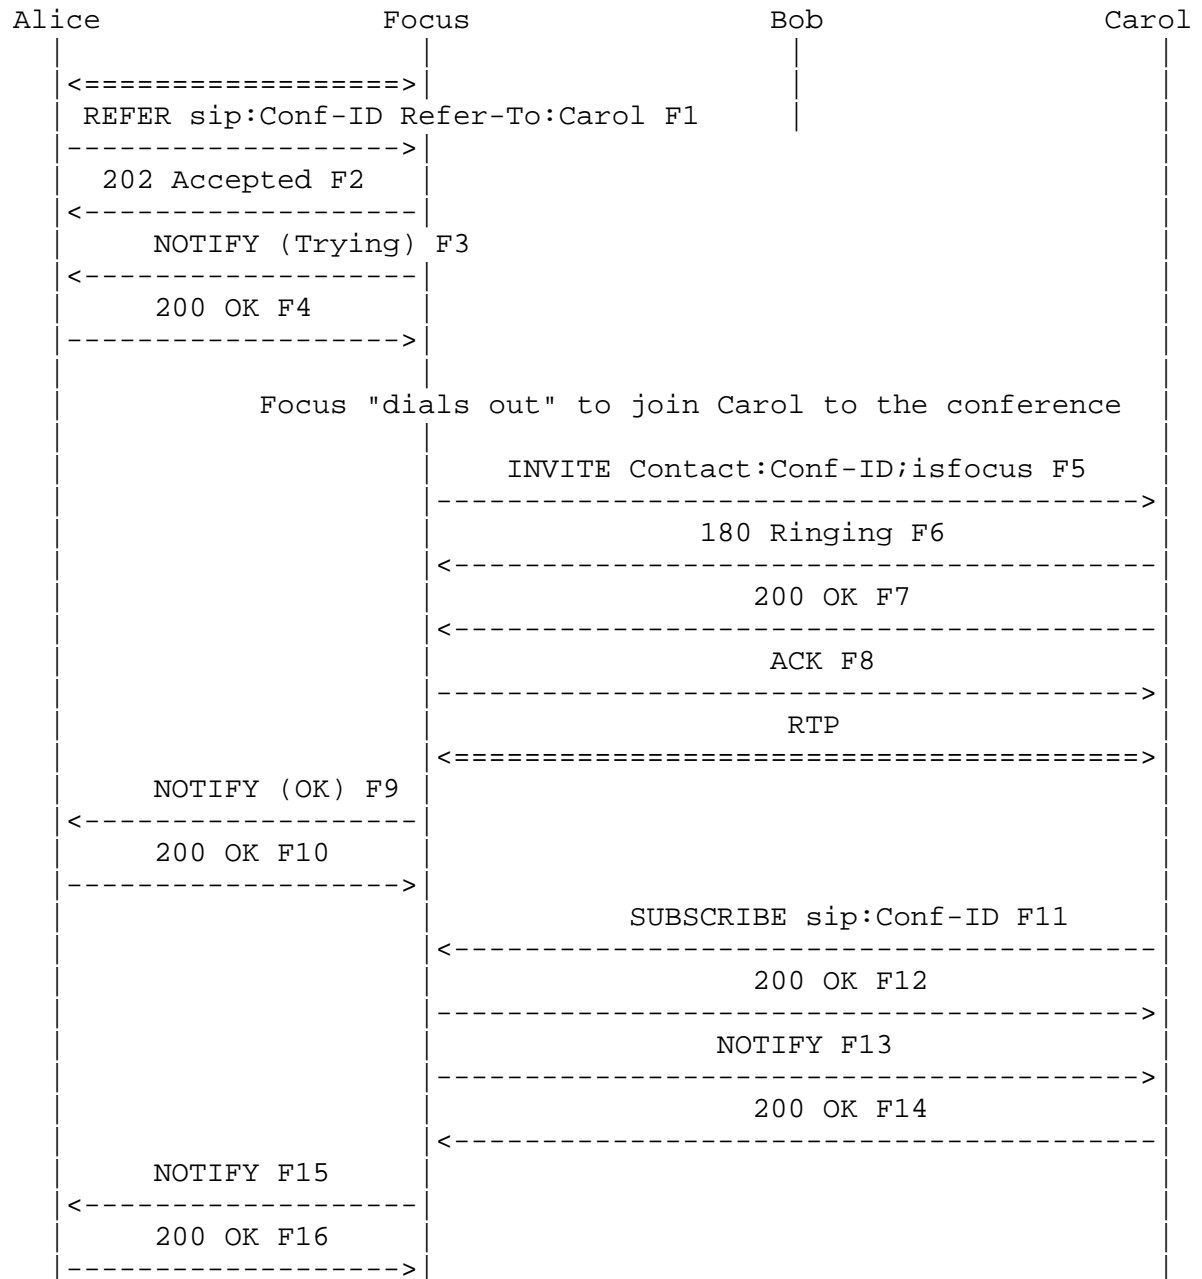 Alice Focus Bob Carol
REFER sip:Conf-ID Refer-To:Carol F1
202 Accepted F2
NOTIFY (Trying) F3
200 OK F4
Focus "dials out" to join Carol to the conference
INVITE Contact:Conf-ID;isfocus F5
180 Ringing F6
200 OK F7
ACK F8
RTP
NOTIFY (OK) F9
200 OK F10
SUBSCRIBE sip:Conf-ID F11
200 OK F12
NOTIFY F13
200 OK F14
NOTIFY F15
200 OK F16